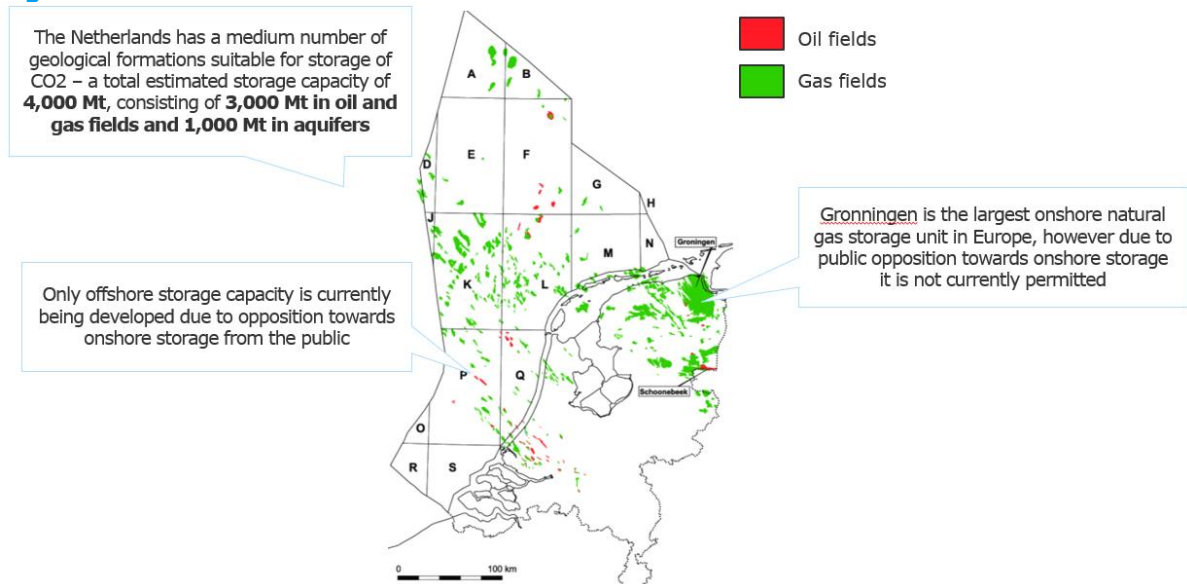 The Netherlands has a medium number of
geological formations suitable for storage of
CO2 – a total estimated storage capacity of
4,000 Mt, consisting of 3,000 Mt in oil and
gas fields and 1,000 Mt in aquifers
Oil fields
Gas fields
A
B
D
E
F
G
H
J
K
L
M
N
Groningen
Gronningen is the largest onshore natural
gas storage unit in Europe, however due to
public opposition towards onshore storage
it is not currently permitted
Only offshore storage capacity is currently
being developed due to opposition towards
onshore storage from the public
P
Q
Schoonebeek
O
R
S
0 100 km